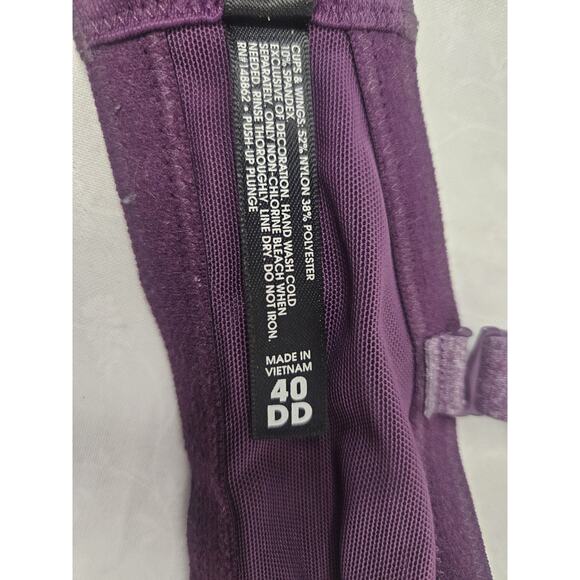 CUPS & WINGS: 52% NYLON 38% POLYESTER
10% SPANDEX
EXCLUSIVE OF DECORATION. HAND WASH COLD
SEPARATELY. ONLY NON-CHLORINE BLEACH WHEN
NEEDED. RINSE THOROUGHLY. LINE DRY. DO NOT IRON.
RN#148862 • PUSH-UP PLUNGE
MADE IN
VIETNAM
40
DD